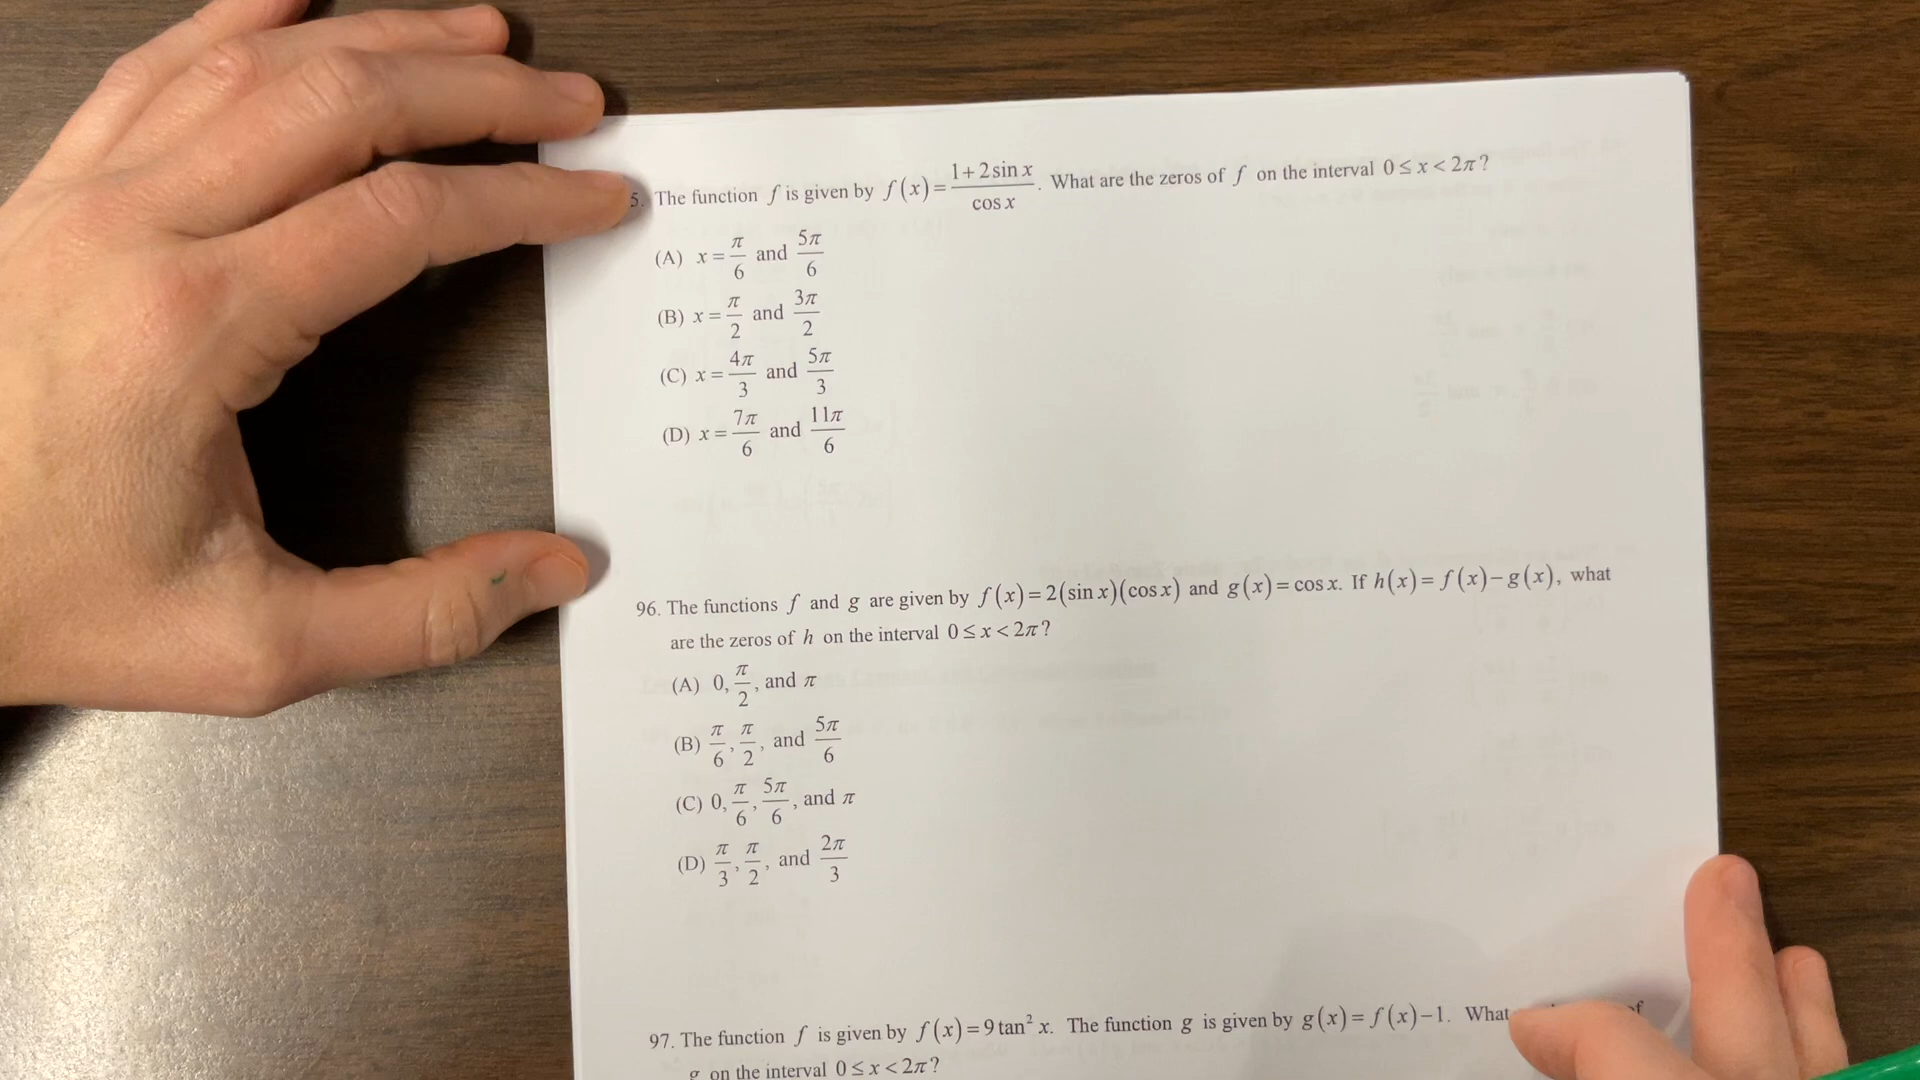 5. The function f is given by f(x) = (1+2 sin x)/(cos x). What are the zeros of f on the interval 0 ≤ x < 2π?
(A) x = π/6 and 5π/6
(B) x = π/2 and 3π/2
(C) x = 4π/3 and 5π/3
(D) x = 7π/6 and 11π/6
96. The functions f and g are given by f(x) = 2(sin x)(cos x) and g(x) = cos x. If h(x) = f(x) − g(x), what
are the zeros of h on the interval 0 ≤ x < 2π?
(A) 0, π/2, and π
(B) π/6, π/2, and 5π/6
(C) 0, π/6, 5π/6, and π
(D) π/3, π/2, and 2π/3
97. The function f is given by f(x) = 9 tan² x. The function g is given by g(x) = f(x) − 1. What
g on the interval 0 ≤ x < 2π?